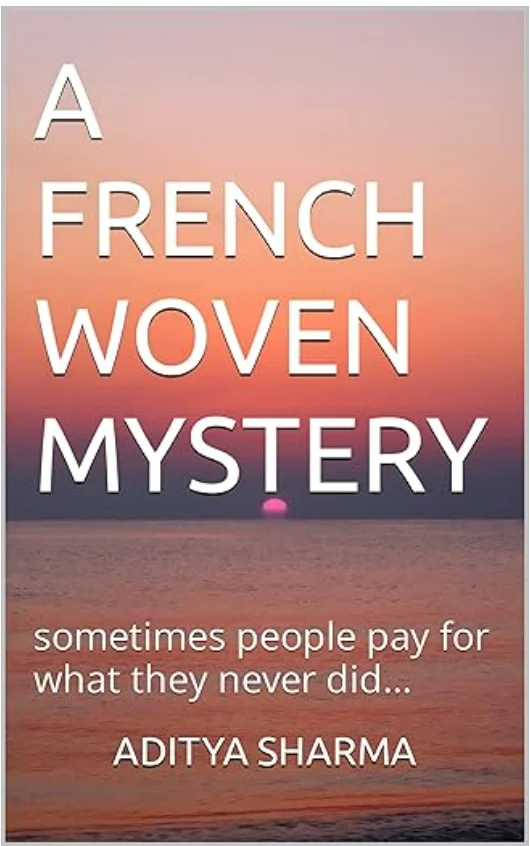 A
FRENCH
WOVEN
MYSTERY
sometimes people pay for
what they never did...
ADITYA SHARMA